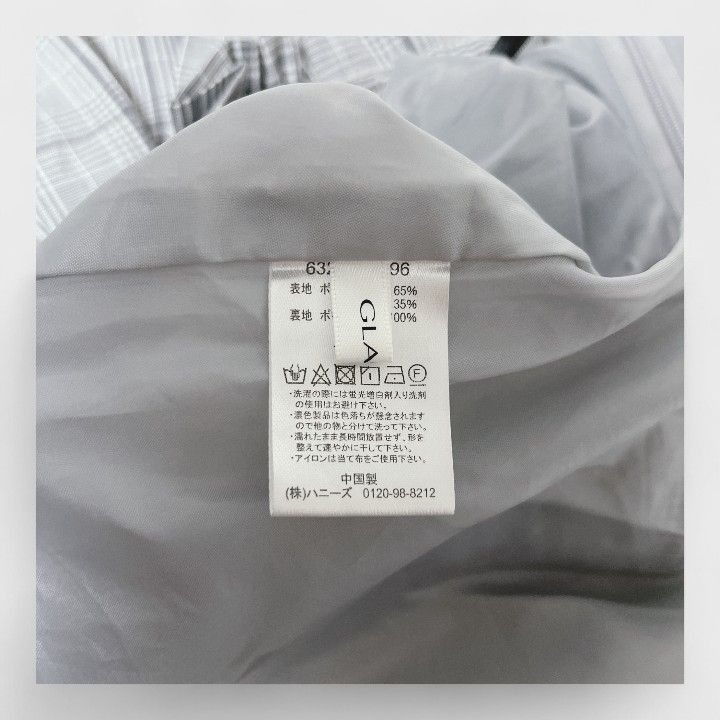 632 96
表地 ポ 65%
35%
裏地 ポ 100%
GLA
・洗濯の際には蛍光増白剤入り洗剤
の使用はお避け下さい。
・濃色製品は色落ちが懸念されます
ので他の物と分けて洗って下さい。
・濡れたまま長時間放置せず、形を
整えて速やかに干して下さい。
・アイロンは当て布をご使用下さい。
中国製
(株)ハニーズ 0120-98-8212